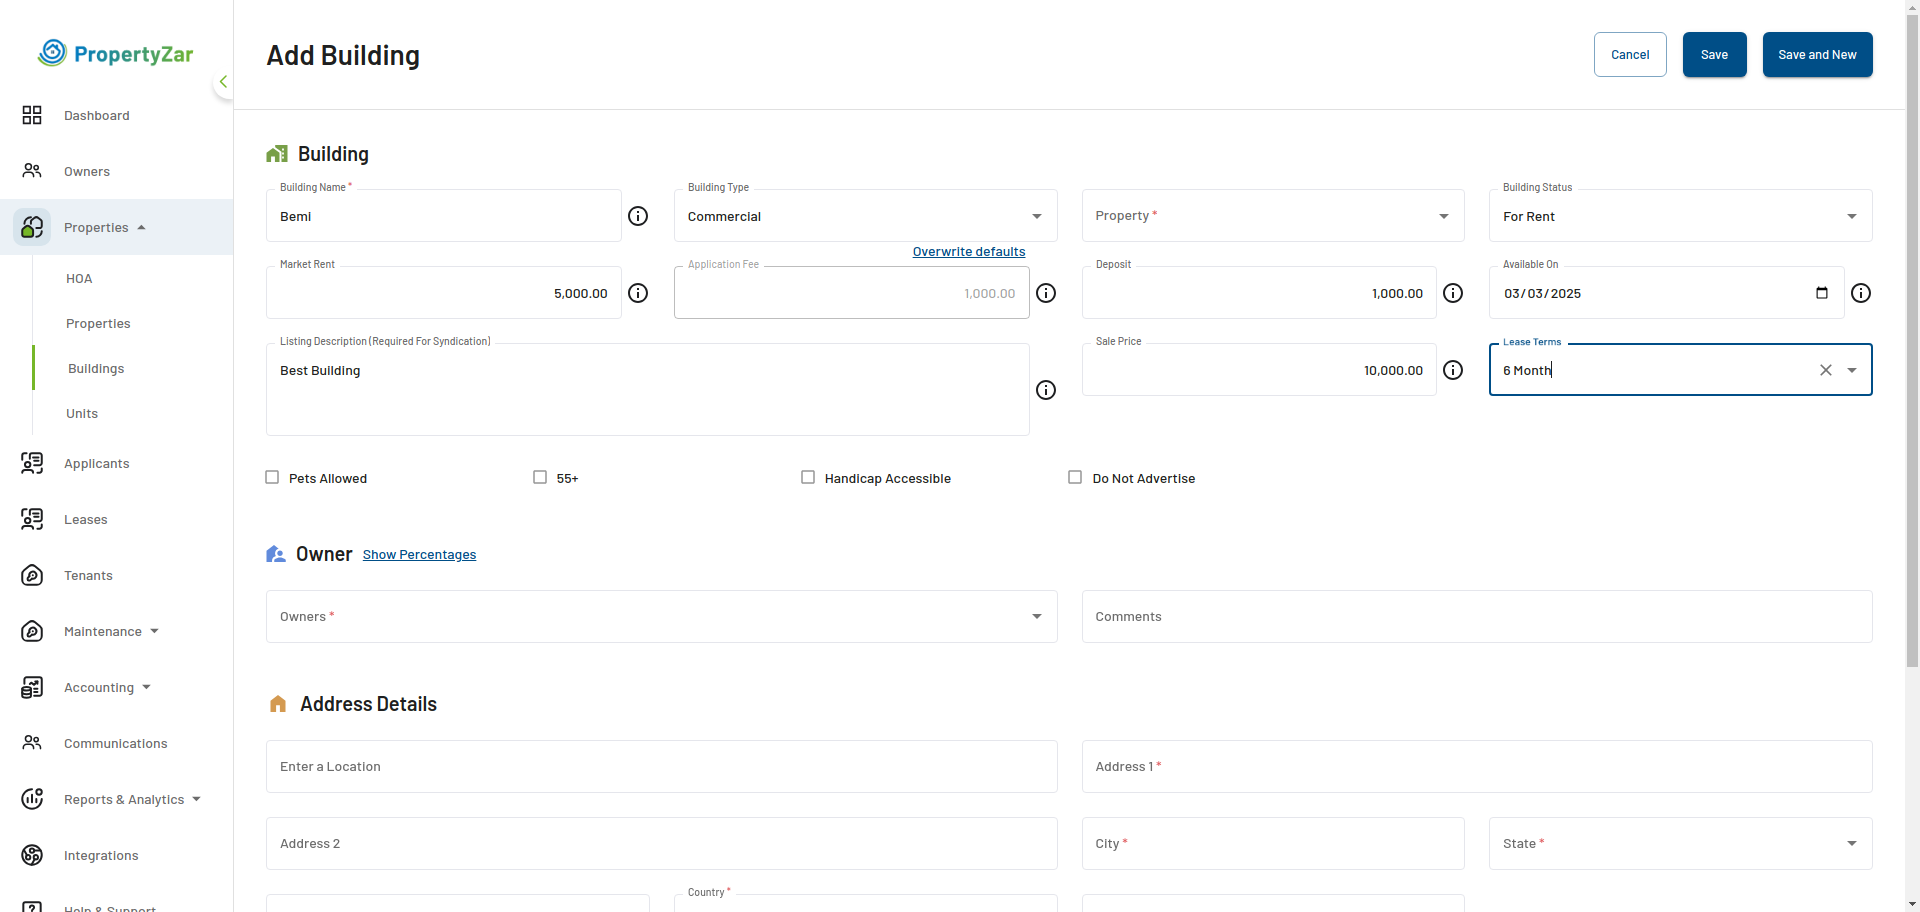 PropertyZar
Add Building
Cancel
Save
Save and New
Dashboard
Owners
Properties
HOA
Properties
Buildings
Units
Applicants
Leases
Tenants
Maintenance
Accounting
Communications
Reports & Analytics
Integrations
Help & Support
Building
Building Name *
Beml
Building Type
Commercial
Property *
Building Status
For Rent
Overwrite defaults
Market Rent
5,000.00
Application Fee
1,000.00
Deposit
1,000.00
Available On
03/03/2025
Listing Description (Required For Syndication)
Best Building
Sale Price
10,000.00
Lease Terms
6 Month
Pets Allowed
55+
Handicap Accessible
Do Not Advertise
Owner
Show Percentages
Owners *
Comments
Address Details
Enter a Location
Address 1 *
Address 2
City *
State *
Country *